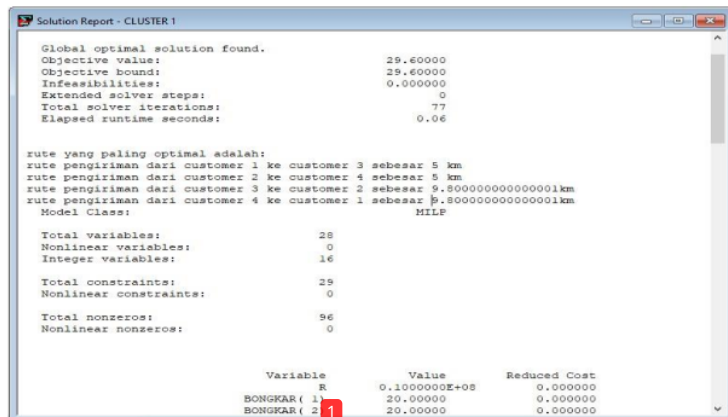 Solution Report - CLUSTER 1
Global optimal solution found.
Objective value: 29.60000
Objective bound: 29.60000
Infeasibilities: 0.000000
Extended solver steps: 0
Total solver iterations: 77
Elapsed runtime seconds: 0.06
rute yang paling optimal adalah:
rute pengiriman dari customer 1 ke customer 3 sebesar 5 km
rute pengiriman dari customer 2 ke customer 4 sebesar 5 km
rute pengiriman dari customer 3 ke customer 2 sebesar 9.800000000000001km
rute pengiriman dari customer 4 ke customer 1 sebesar 9.800000000000001km
Model Class: MILP
Total variables: 28
Nonlinear variables: 0
Integer variables: 16
Total constraints: 29
Nonlinear constraints: 0
Total nonzeros: 96
Nonlinear nonzeros: 0
Variable Value Reduced Cost
R 0.1000000E+08 0.000000
BONGKAR( 1) 20.00000 0.000000
BONGKAR( 2 20.00000 0.000000
1